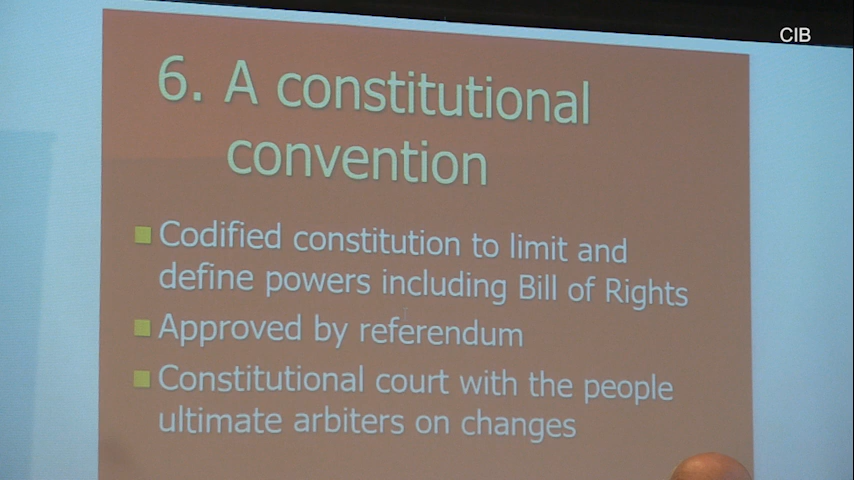 CIB
6. A constitutional
convention
Codified constitution to limit and
define powers including Bill of Rights
Approved by referendum
Constitutional court with the people
ultimate arbiters on changes